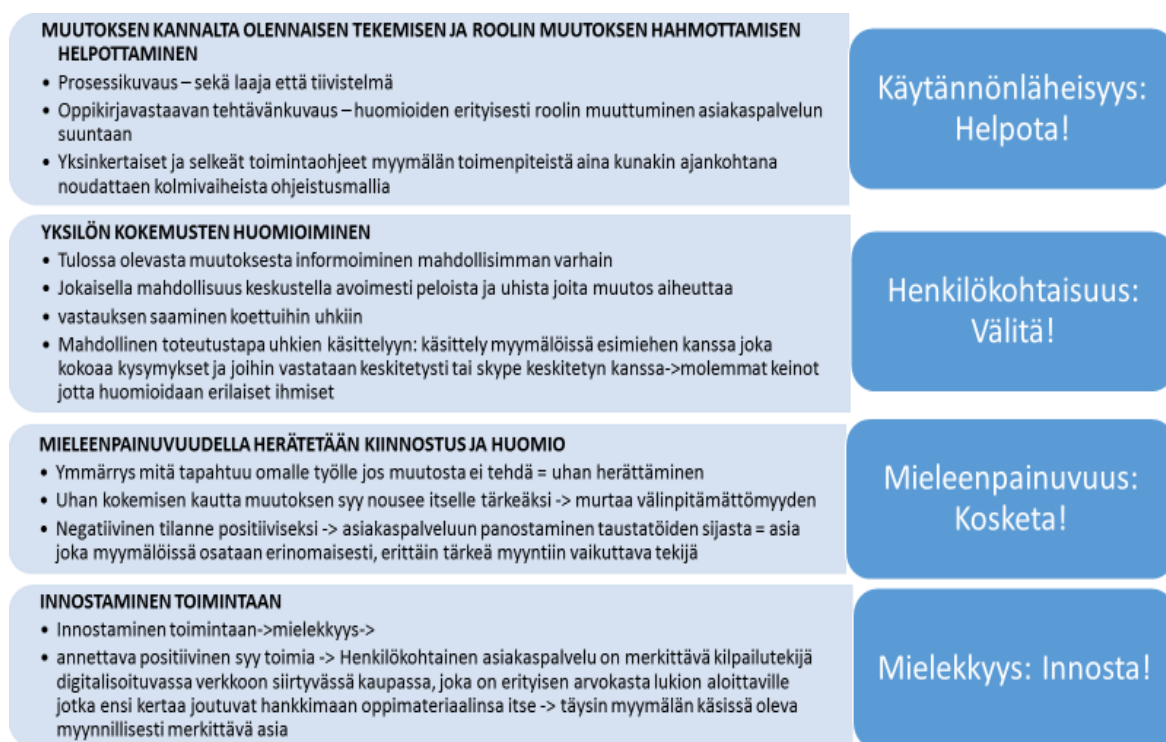 MUUTOKSEN KANNALTA OLENNAISEN TEKEMISEN JA ROOLIN MUUTOKSEN HAHMOTTAMISEN
HELPOTTAMINEN
• Prosessikuvaus – sekä laaja että tiivistelmä
• Oppikirjavastaavan tehtävänkuvaus – huomioiden erityisesti roolin muuttuminen asiakaspalvelun
suuntaan
• Yksinkertaiset ja selkeät toimintaohjeet myymälän toimenpiteistä aina kunakin ajankohtana
noudattaen kolmivaiheista ohjeistusmallia
Käytännönläheisyys:
Helpota!
YKSILÖN KOKEMUSTEN HUOMIOIMINEN
• Tulossa olevasta muutoksesta informoiminen mahdollisimman varhain
• Jokaisella mahdollisuus keskustella avoimesti peloista ja uhista joita muutos aiheuttaa
• vastauksen saaminen koettuihin uhkiin
• Mahdollinen toteutustapa uhkien käsittelyyn: käsittely myymälöissä esimiehen kanssa joka
kokoaa kysymykset ja joihin vastataan keskitetysti tai skype keskitetyn kanssa->molemmat keinot
jotta huomioidaan erilaiset ihmiset
Henkilökohtaisuus:
Välitä!
MIELEENPAINUVUUDELLA HERÄTETÄÄN KIINNOSTUS JA HUOMIO
• Ymmärrys mitä tapahtuu omalle työlle jos muutosta ei tehdä = uhan herättäminen
• Uhan kokemisen kautta muutoksen syy nousee itselle tärkeäksi -> murtaa välinpitämättömyyden
• Negatiivinen tilanne positiiviseksi -> asiakaspalveluun panostaminen taustatöiden sijasta = asia
joka myymälöissä osataan erinomaisesti, erittäin tärkeä myyntiin vaikuttava tekijä
Mieleenpainuvuus:
Kosketa!
INNOSTAMINEN TOIMINTAAN
• Innostaminen toimintaan->mielekkyys->
• annettava positiivinen syy toimia -> Henkilökohtainen asiakaspalvelu on merkittävä kilpailutekijä
digitalisoituvassa verkkoon siirtyvässä kaupassa, joka on erityisen arvokasta lukion aloittaville
jotka ensi kertaa joutuvat hankkimaan oppimateriaalinsa itse -> täysin myymälän käsissä oleva
myynnillisesti merkittävä asia
Mielekkyys: Innosta!